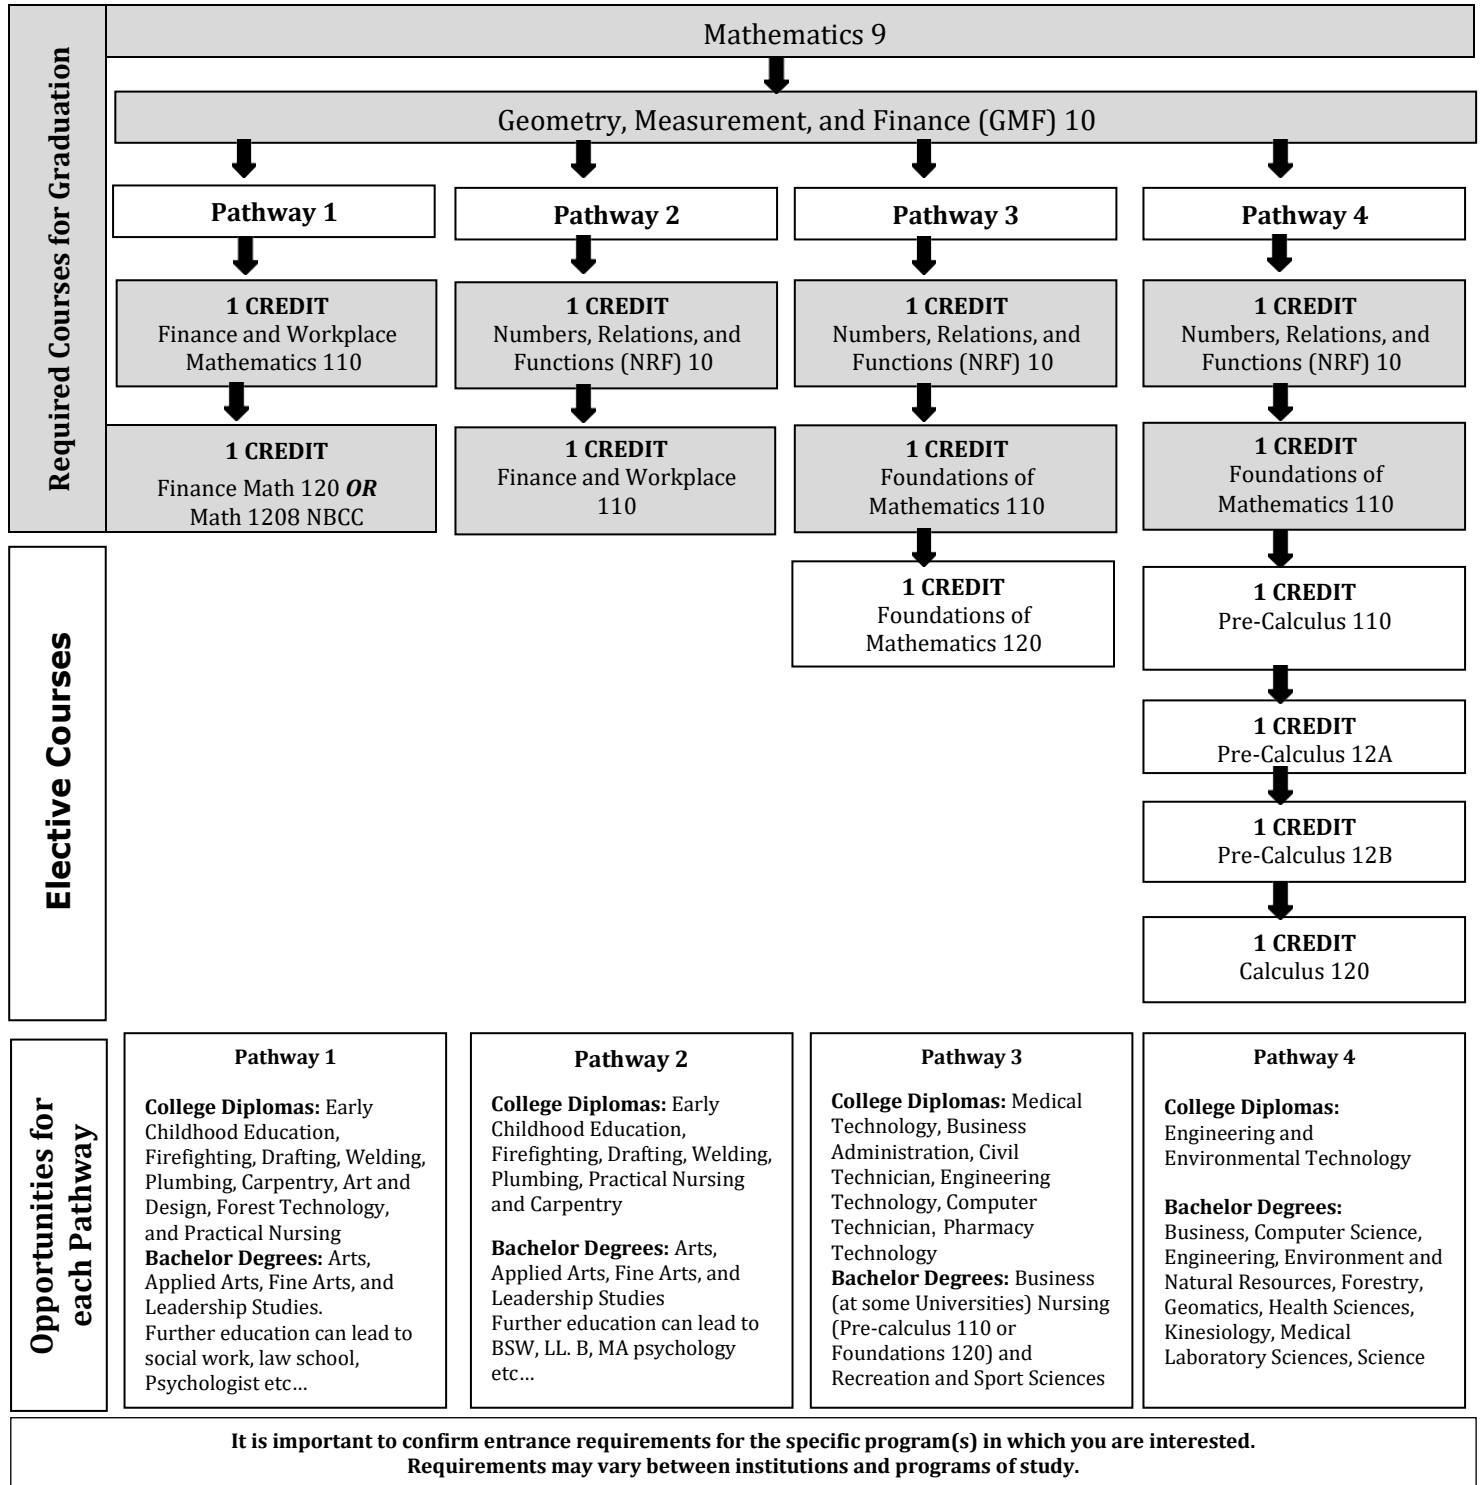 Required Courses for Graduation
Mathematics 9
Geometry, Measurement, and Finance (GMF) 10
Pathway 1
Pathway 2
Pathway 3
Pathway 4
1 CREDIT
Finance and Workplace
Mathematics 110
1 CREDIT
Numbers, Relations, and
Functions (NRF) 10
1 CREDIT
Numbers, Relations, and
Functions (NRF) 10
1 CREDIT
Numbers, Relations, and
Functions (NRF) 10
1 CREDIT
Finance Math 120 OR
Math 1208 NBCC
1 CREDIT
Finance and Workplace
110
1 CREDIT
Foundations of
Mathematics 110
1 CREDIT
Foundations of
Mathematics 110
Elective Courses
1 CREDIT
Foundations of
Mathematics 120
1 CREDIT
Pre-Calculus 110
1 CREDIT
Pre-Calculus 12A
1 CREDIT
Pre-Calculus 12B
1 CREDIT
Calculus 120
Opportunities for
each Pathway
Pathway 1
College Diplomas: Early
Childhood Education,
Firefighting, Drafting, Welding,
Plumbing, Carpentry, Art and
Design, Forest Technology,
and Practical Nursing
Bachelor Degrees: Arts,
Applied Arts, Fine Arts, and
Leadership Studies.
Further education can lead to
social work, law school,
Psychologist etc…
Pathway 2
College Diplomas: Early
Childhood Education,
Firefighting, Drafting, Welding,
Plumbing, Practical Nursing
and Carpentry
Bachelor Degrees: Arts,
Applied Arts, Fine Arts, and
Leadership Studies
Further education can lead to
BSW, LL. B, MA psychology
etc…
Pathway 3
College Diplomas: Medical
Technology, Business
Administration, Civil
Technician, Engineering
Technology, Computer
Technician, Pharmacy
Technology
Bachelor Degrees: Business
(at some Universities) Nursing
(Pre-calculus 110 or
Foundations 120) and
Recreation and Sport Sciences
Pathway 4
College Diplomas:
Engineering and
Environmental Technology
Bachelor Degrees:
Business, Computer Science,
Engineering, Environment and
Natural Resources, Forestry,
Geomatics, Health Sciences,
Kinesiology, Medical
Laboratory Sciences, Science
It is important to confirm entrance requirements for the specific program(s) in which you are interested.
Requirements may vary between institutions and programs of study.